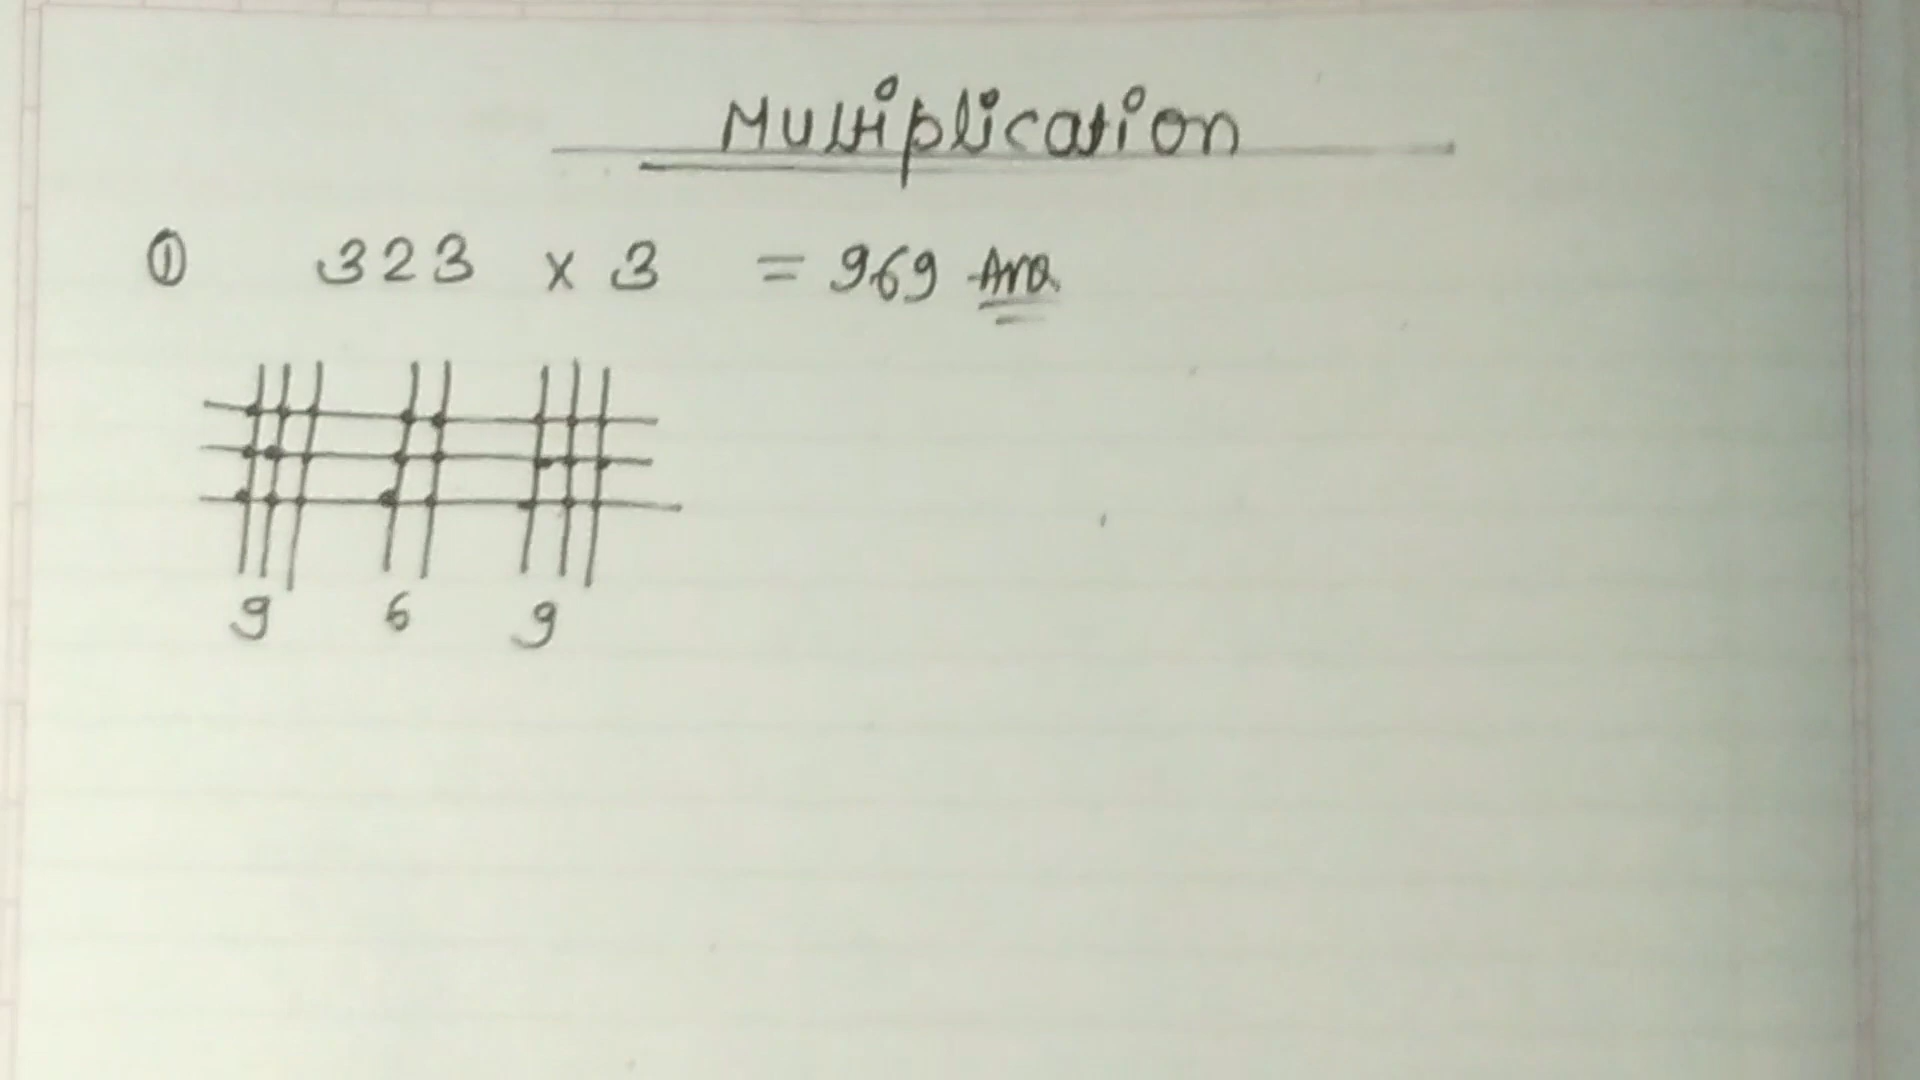 Multiplication
① 323 x 3 = 969 Ans
9 6 9